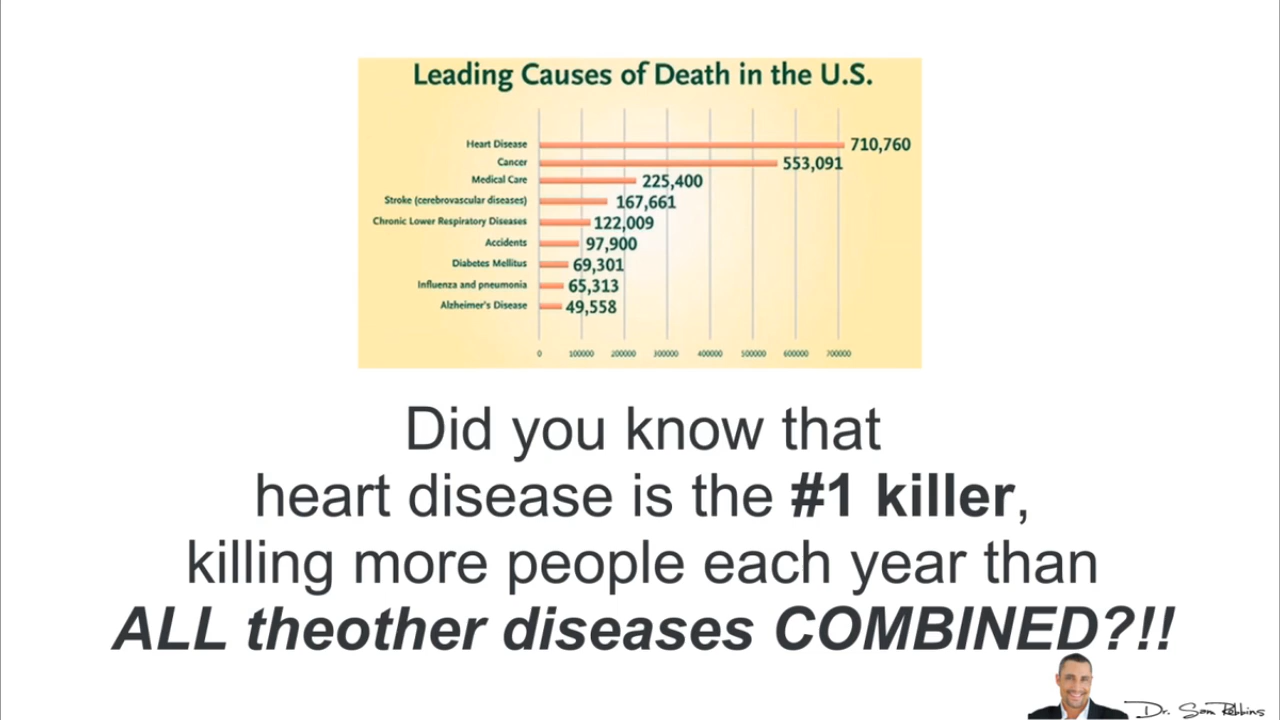 Leading Causes of Death in the U.S.
Heart Disease 710,760
Cancer 553,091
Medical Care 225,400
Stroke (cerebrovascular diseases) 167,661
Chronic Lower Respiratory Diseases 122,009
Accidents 97,900
Diabetes Mellitus 69,301
Influenza and pneumonia 65,313
Alzheimer's Disease 49,558
0 100000 200000 300000 400000 500000 600000 700000
Did you know that
heart disease is the #1 killer,
killing more people each year than
ALL theother diseases COMBINED?!!
Dr. Sam Robbins